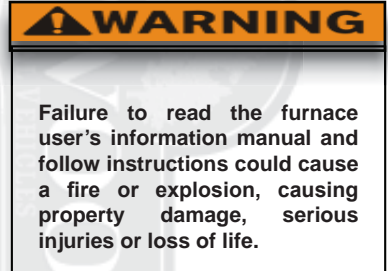 WARNING
Failure to read the furnace
user's information manual and
follow instructions could cause
a fire or explosion, causing
property damage, serious
injuries or loss of life.